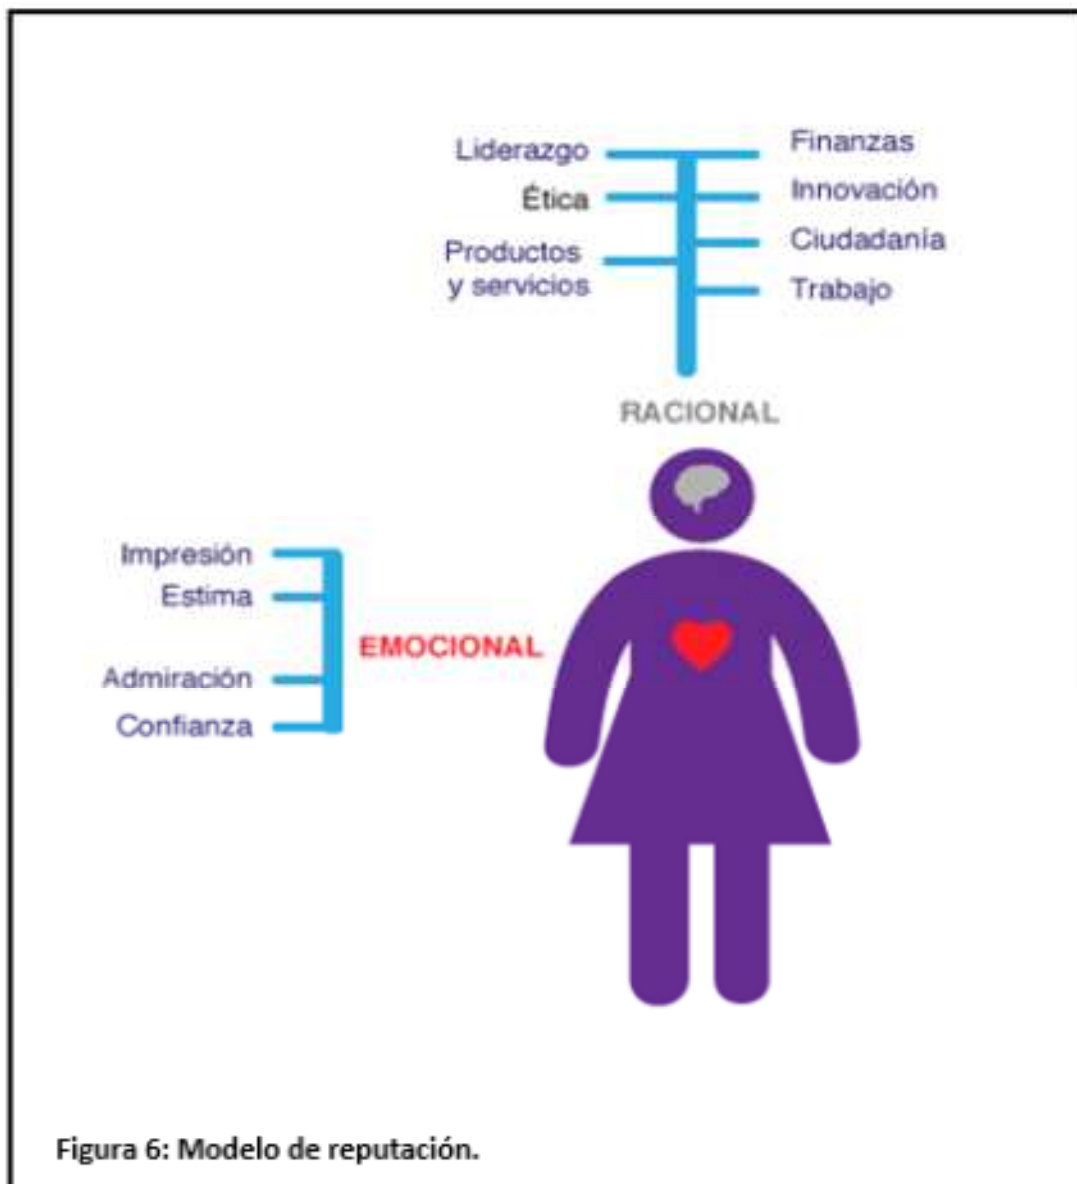 Liderazgo
Ética
Productos
y servicios
Finanzas
Innovación
Ciudadanía
Trabajo
RACIONAL
Impresión
Estima
Admiración
Confianza
EMOCIONAL
Figura 6: Modelo de reputación.